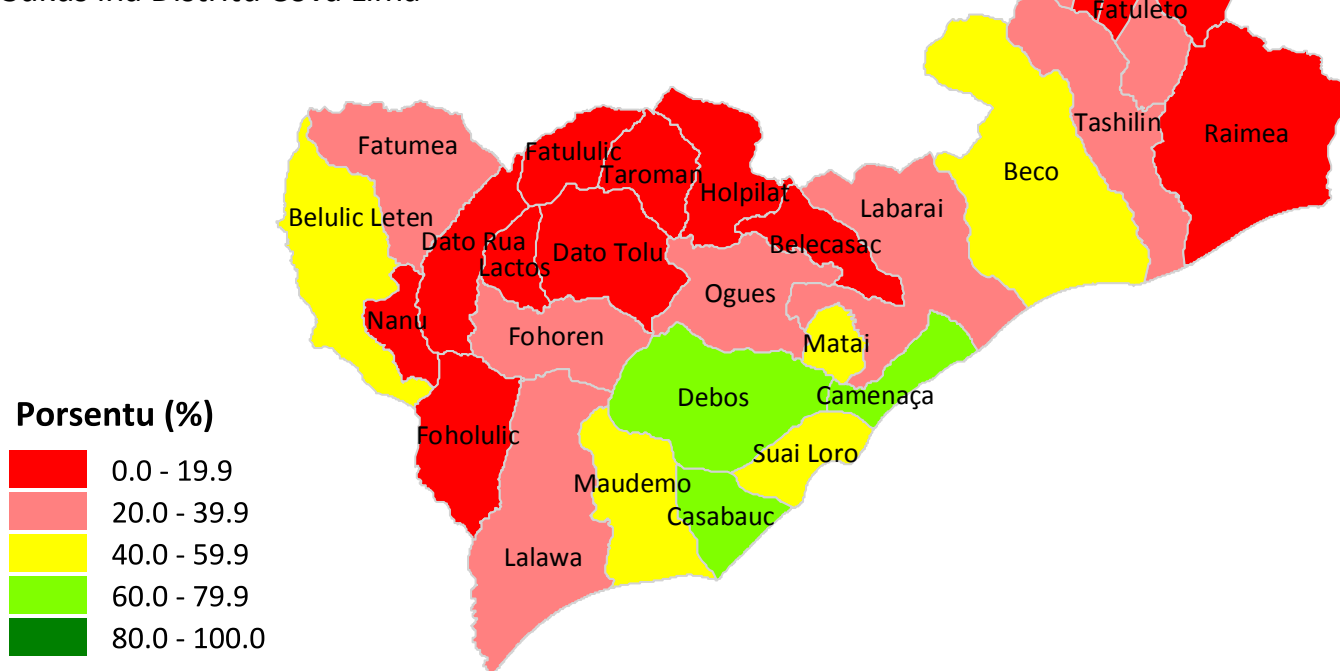 Fatuleto
Tashilin
Raimea
Fatumea
Fatululic
Taroman
Holpilat
Beco
Labarai
Belulic Leten
Dato Rua
Lactos
Dato Tolu
Belecasac
Ogues
Nanu
Fohoren
Matai
Debos
Camenaça
Foholulic
Suai Loro
Maudemo
Casabauc
Lalawa
Porsentu (%)
0.0 - 19.9
20.0 - 39.9
40.0 - 59.9
60.0 - 79.9
80.0 - 100.0